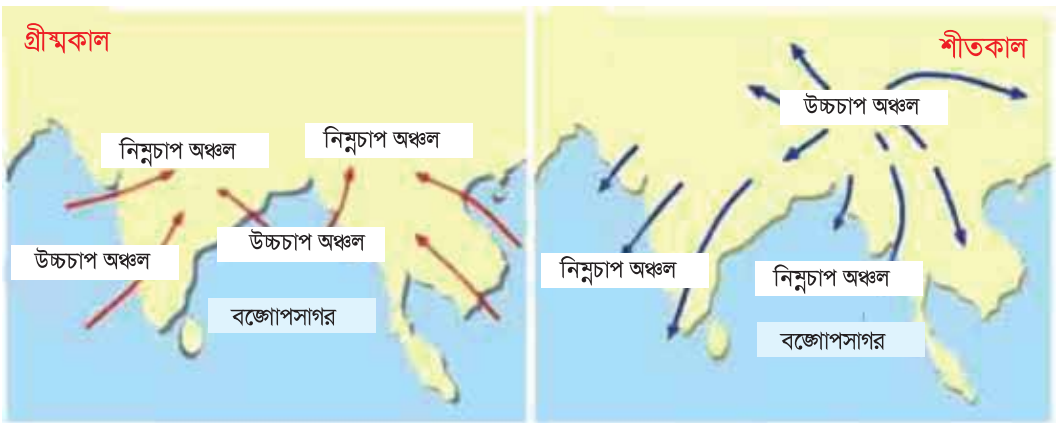 গ্রীষ্মকাল
নিম্নচাপ অঞ্চল
নিম্নচাপ অঞ্চল
উচ্চচাপ অঞ্চল
উচ্চচাপ অঞ্চল
বঙ্গোপসাগর
শীতকাল
উচ্চচাপ অঞ্চল
নিম্নচাপ অঞ্চল
নিম্নচাপ অঞ্চল
বঙ্গোপসাগর